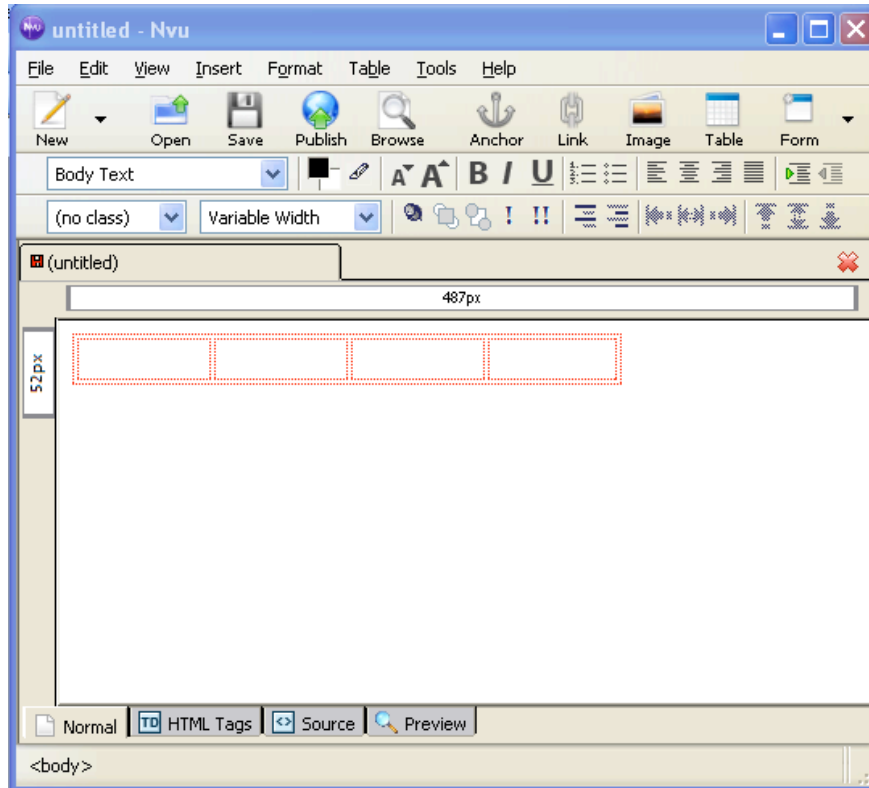 untitled - Nvu
File Edit View Insert Format Table Tools Help
New Open Save Publish Browse Anchor Link Image Table Form
Body Text A A B I U
(no class) Variable Width ! !!
(untitled)
487px
52px
Normal TD HTML Tags <> Source Preview
<body>